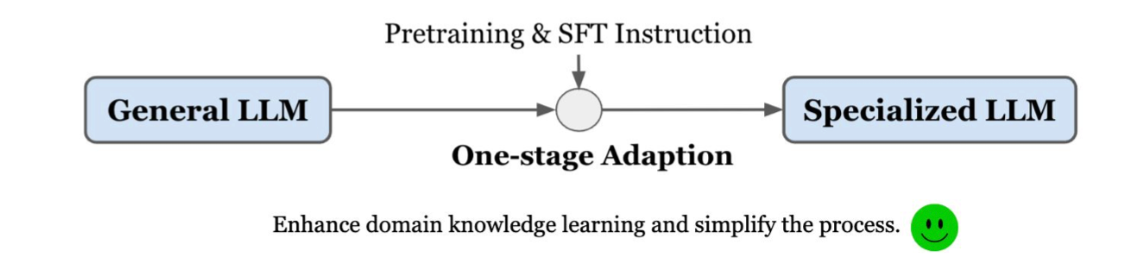 Pretraining & SFT Instruction
General LLM
Specialized LLM
One-stage Adaption
Enhance domain knowledge learning and simplify the process.